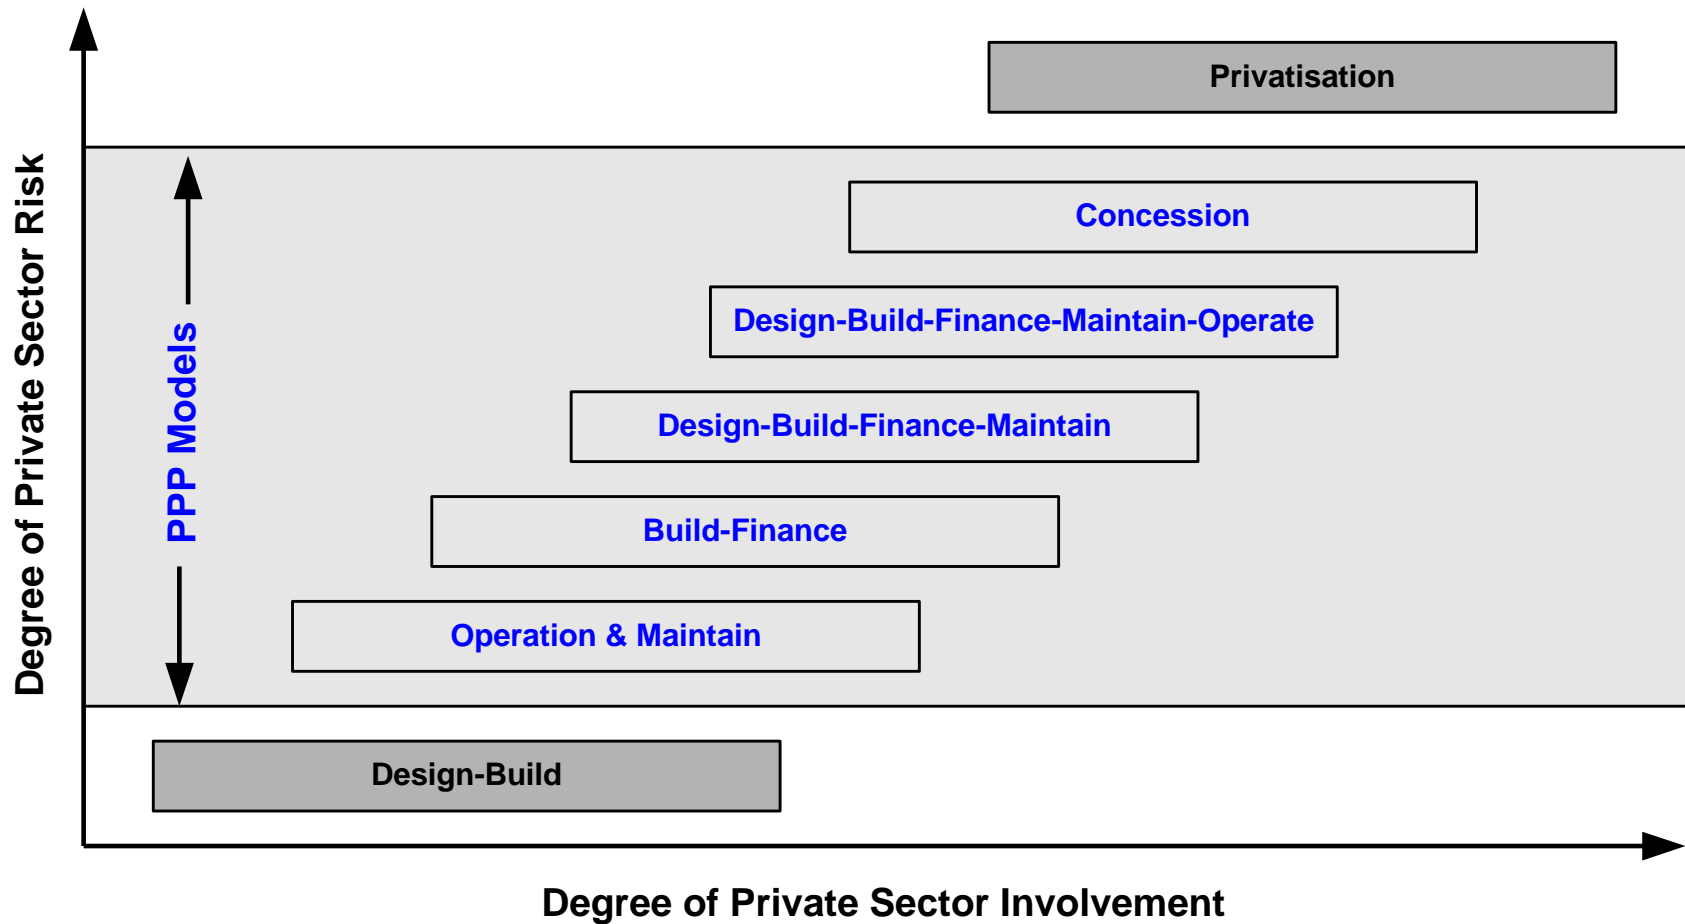 Privatisation
Concession
Design-Build-Finance-Maintain-Operate
Design-Build-Finance-Maintain
Build-Finance
Operation & Maintain
Design-Build
PPP Models
Degree of Private Sector Risk
Degree of Private Sector Involvement